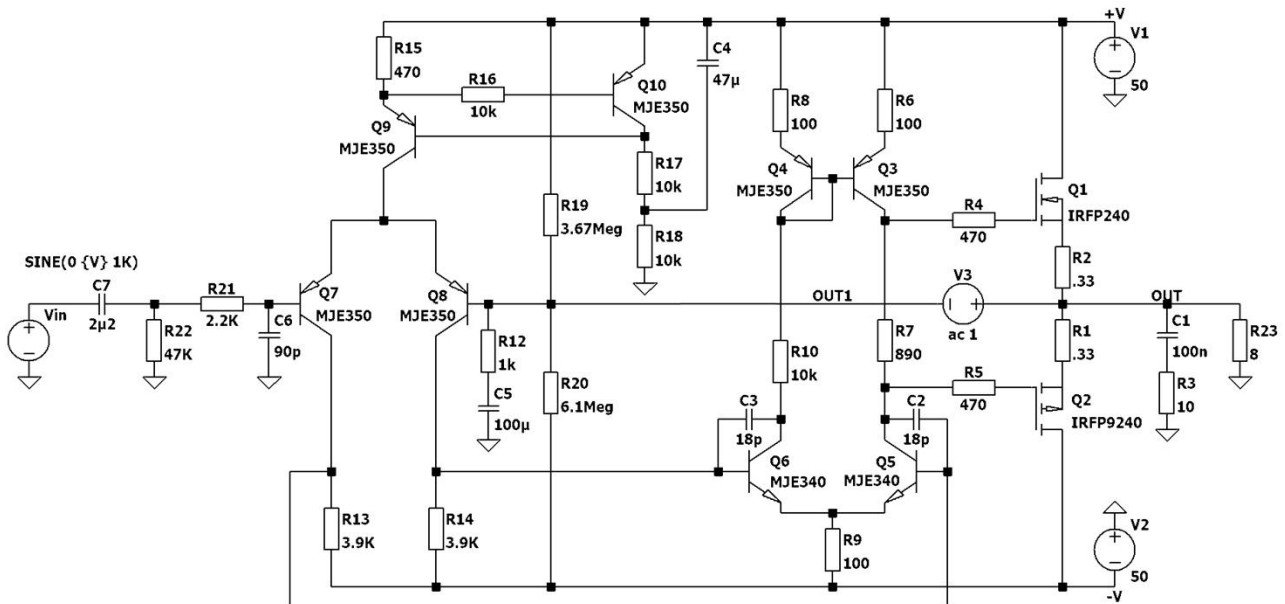 +V
R15
470
R16
10k
Q10
MJE350
C4
47µ
V1
50
Q9
MJE350
R8
100
R6
100
R17
10k
Q4
MJE350
Q3
MJE350
R19
3.67Meg
R18
10k
R4
470
Q1
IRFP240
R2
.33
SINE(0 {V} 1K)
C7
2µ2
Vin
R21
2.2K
R22
47K
C6
90p
Q7
MJE350
Q8
MJE350
OUT1
V3
ac 1
OUT
R12
1k
C5
100µ
R20
6.1Meg
R10
10k
R7
890
R1
.33
C1
100n
R23
8
R5
470
Q2
IRFP9240
R3
10
C3
18p
C2
18p
Q6
MJE340
Q5
MJE340
R13
3.9K
R14
3.9K
R9
100
V2
50
-V